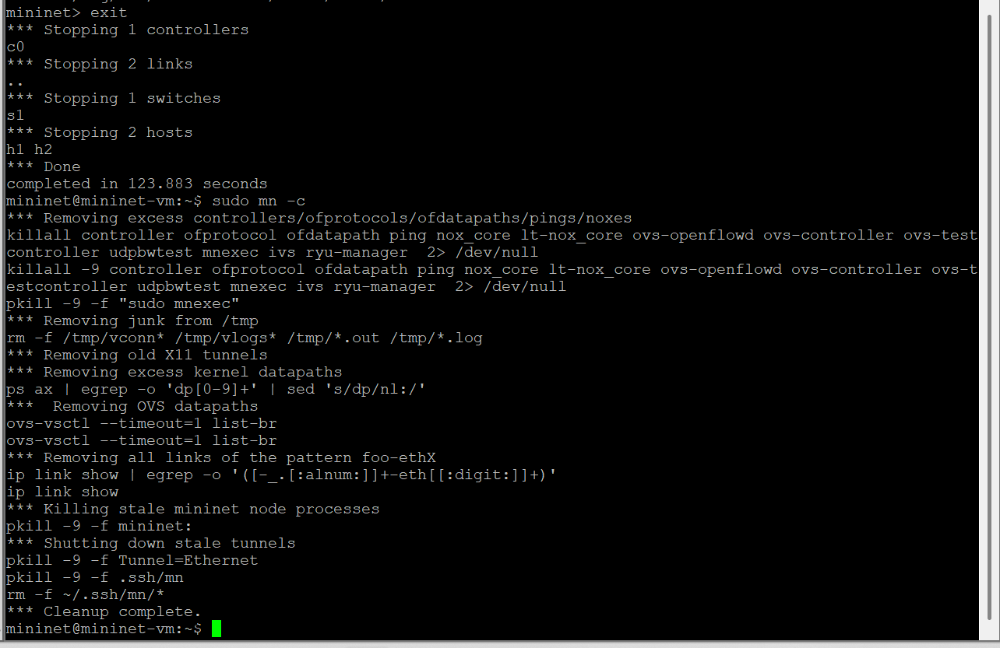 mininet> exit
*** Stopping 1 controllers
c0
*** Stopping 2 links
..
*** Stopping 1 switches
s1
*** Stopping 2 hosts
h1 h2
*** Done
completed in 123.883 seconds
mininet@mininet-vm:~$ sudo mn -c
*** Removing excess controllers/ofprotocols/ofdatapaths/pings/noxes
killall controller ofprotocol ofdatapath ping nox_core lt-nox_core ovs-openflowd ovs-controller ovs-test
controller udpbwtest mnexec ivs ryu-manager  2> /dev/null
killall -9 controller ofprotocol ofdatapath ping nox_core lt-nox_core ovs-openflowd ovs-controller ovs-t
estcontroller udpbwtest mnexec ivs ryu-manager  2> /dev/null
pkill -9 -f "sudo mnexec"
*** Removing junk from /tmp
rm -f /tmp/vconn* /tmp/vlogs* /tmp/*.out /tmp/*.log
*** Removing old X11 tunnels
*** Removing excess kernel datapaths
ps ax | egrep -o 'dp[0-9]+' | sed 's/dp/nl:/'
***  Removing OVS datapaths
ovs-vsctl --timeout=1 list-br
ovs-vsctl --timeout=1 list-br
*** Removing all links of the pattern foo-ethX
ip link show | egrep -o '([-_.[:alnum:]]+-eth[[:digit:]]+)'
ip link show
*** Killing stale mininet node processes
pkill -9 -f mininet:
*** Shutting down stale tunnels
pkill -9 -f Tunnel=Ethernet
pkill -9 -f .ssh/mn
rm -f ~/.ssh/mn/*
*** Cleanup complete.
mininet@mininet-vm:~$